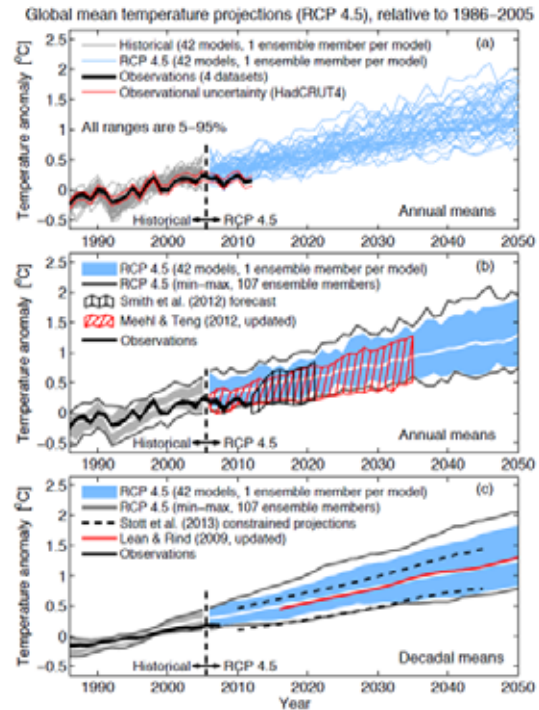 Global mean temperature projections (RCP 4.5), relative to 1986–2005
Temperature anomaly [°C]
2.5
2
1.5
1
0.5
0
−0.5
Historical (42 models, 1 ensemble member per model)
(a)
RCP 4.5 (42 models, 1 ensemble member per model)
Observations (4 datasets)
Observational uncertainty (HadCRUT4)
All ranges are 5–95%
Historical
RCP 4.5
Annual means
1990 2000 2010 2020 2030 2040 2050
Temperature anomaly [°C]
2.5
2
1.5
1
0.5
0
−0.5
RCP 4.5 (42 models, 1 ensemble member per model)
(b)
RCP 4.5 (min–max, 107 ensemble members)
Smith et al. (2012) forecast
Meehl & Teng (2012, updated)
Observations
Historical
RCP 4.5
Annual means
1990 2000 2010 2020 2030 2040 2050
Temperature anomaly [°C]
2.5
2
1.5
1
0.5
0
−0.5
RCP 4.5 (42 models, 1 ensemble member per model)
(c)
RCP 4.5 (min–max, 107 ensemble members)
Stott et al. (2013) constrained projections
Lean & Rind (2009, updated)
Observations
Historical
RCP 4.5
Decadal means
1990 2000 2010 2020 2030 2040 2050
Year